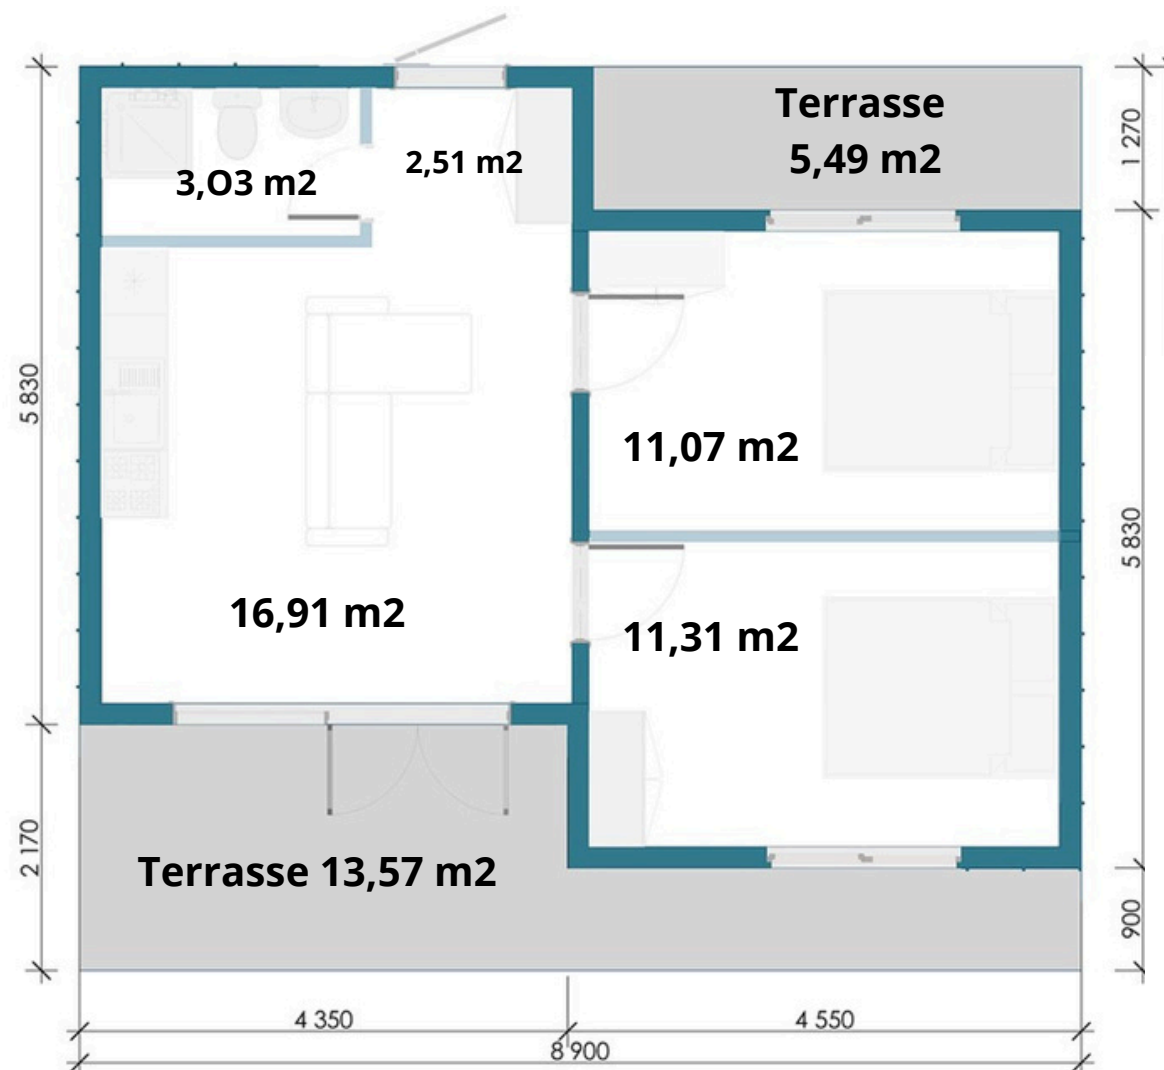 Terrasse
5,49 m2
1 270
2,51 m2
3,O3 m2
5 830
11,07 m2
5 830
16,91 m2
11,31 m2
2 170
Terrasse 13,57 m2
900
4 350
4 550
8 900